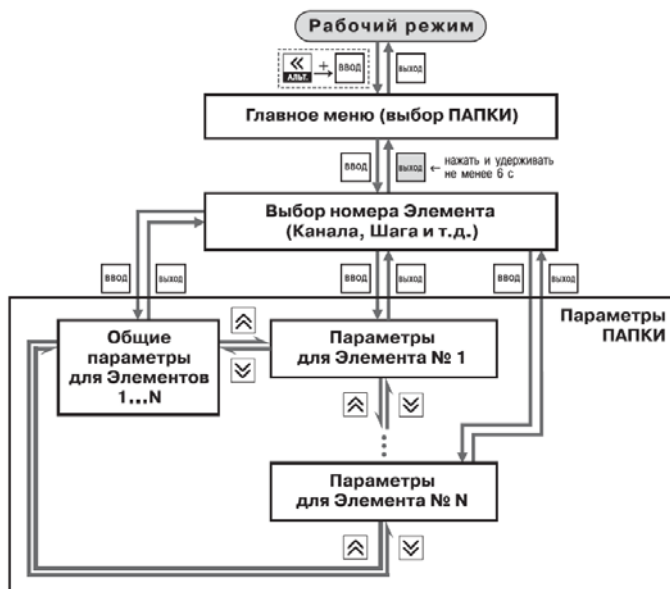 Рабочий режим
АЛЬТ. + ВВОД ВЫХОД
Главное меню (выбор ПАПКИ)
ВВОД ВЫХОД ← нажать и удерживать
не менее 6 с
Выбор номера Элемента
(Канала, Шага и т.д.)
ВВОД ВЫХОД ВВОД ВЫХОД ВВОД ВЫХОД
Параметры
ПАПКИ
Общие
параметры
для Элементов
1...N
Параметры
для Элемента № 1
Параметры
для Элемента № N